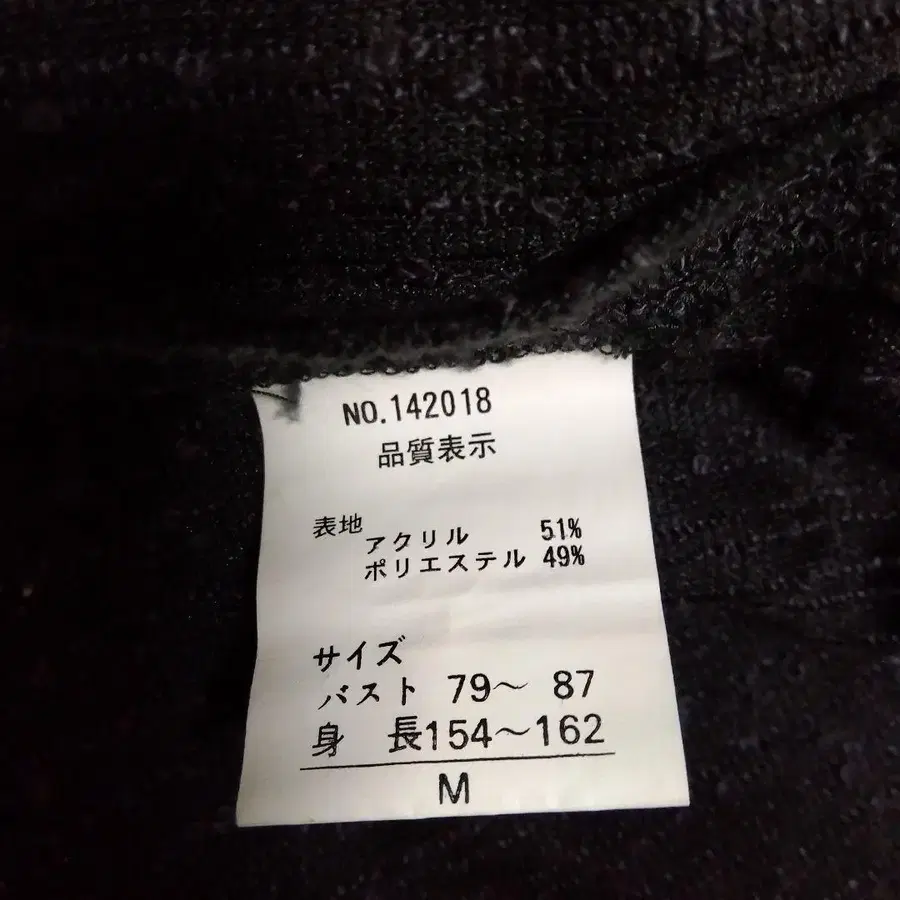 NO.142018
品質表示
表地
アクリル 51%
ポリエステル 49%
サイズ
バスト 79～ 87
身 長154～162
M